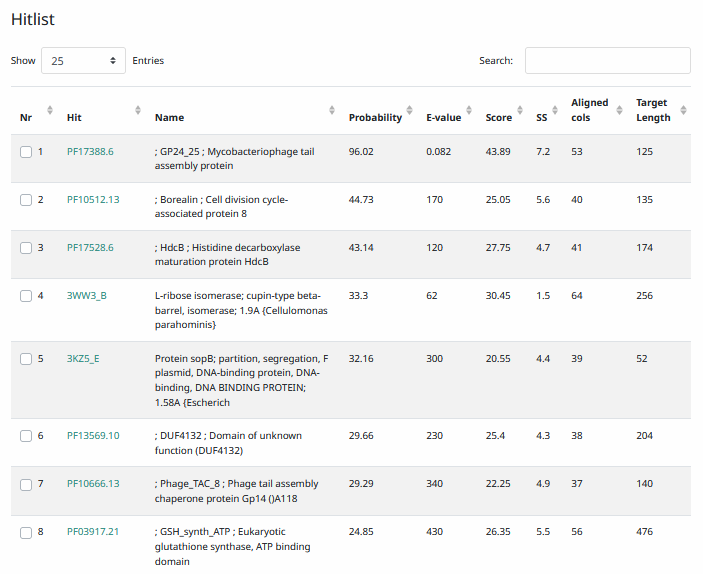 Hitlist
Show 25 Entries Search:
Nr Hit Name Probability E-value Score SS Aligned cols Target Length
1 PF17388.6 ; GP24_25 ; Mycobacteriophage tail 96.02 0.082 43.89 7.2 53 125
assembly protein
2 PF10512.13 ; Borealin ; Cell division cycle- 44.73 170 25.05 5.6 40 135
associated protein 8
3 PF17528.6 ; HdcB ; Histidine decarboxylase 43.14 120 27.75 4.7 41 174
maturation protein HdcB
4 3WW3_B L-ribose isomerase; cupin-type beta- 33.3 62 30.45 1.5 64 256
barrel, isomerase; 1.9A {Cellulomonas
parahominis}
5 3KZ5_E Protein sopB; partition, segregation, F 32.16 300 20.55 4.4 39 52
plasmid, DNA-binding protein, DNA-
binding, DNA BINDING PROTEIN;
1.58A {Escherich
6 PF13569.10 ; DUF4132 ; Domain of unknown 29.66 230 25.4 4.3 38 204
function (DUF4132)
7 PF10666.13 ; Phage_TAC_8 ; Phage tail assembly 29.29 340 22.25 4.9 37 140
chaperone protein Gp14 ()A118
8 PF03917.21 ; GSH_synth_ATP ; Eukaryotic 24.85 430 26.35 5.5 56 476
glutathione synthase, ATP binding
domain